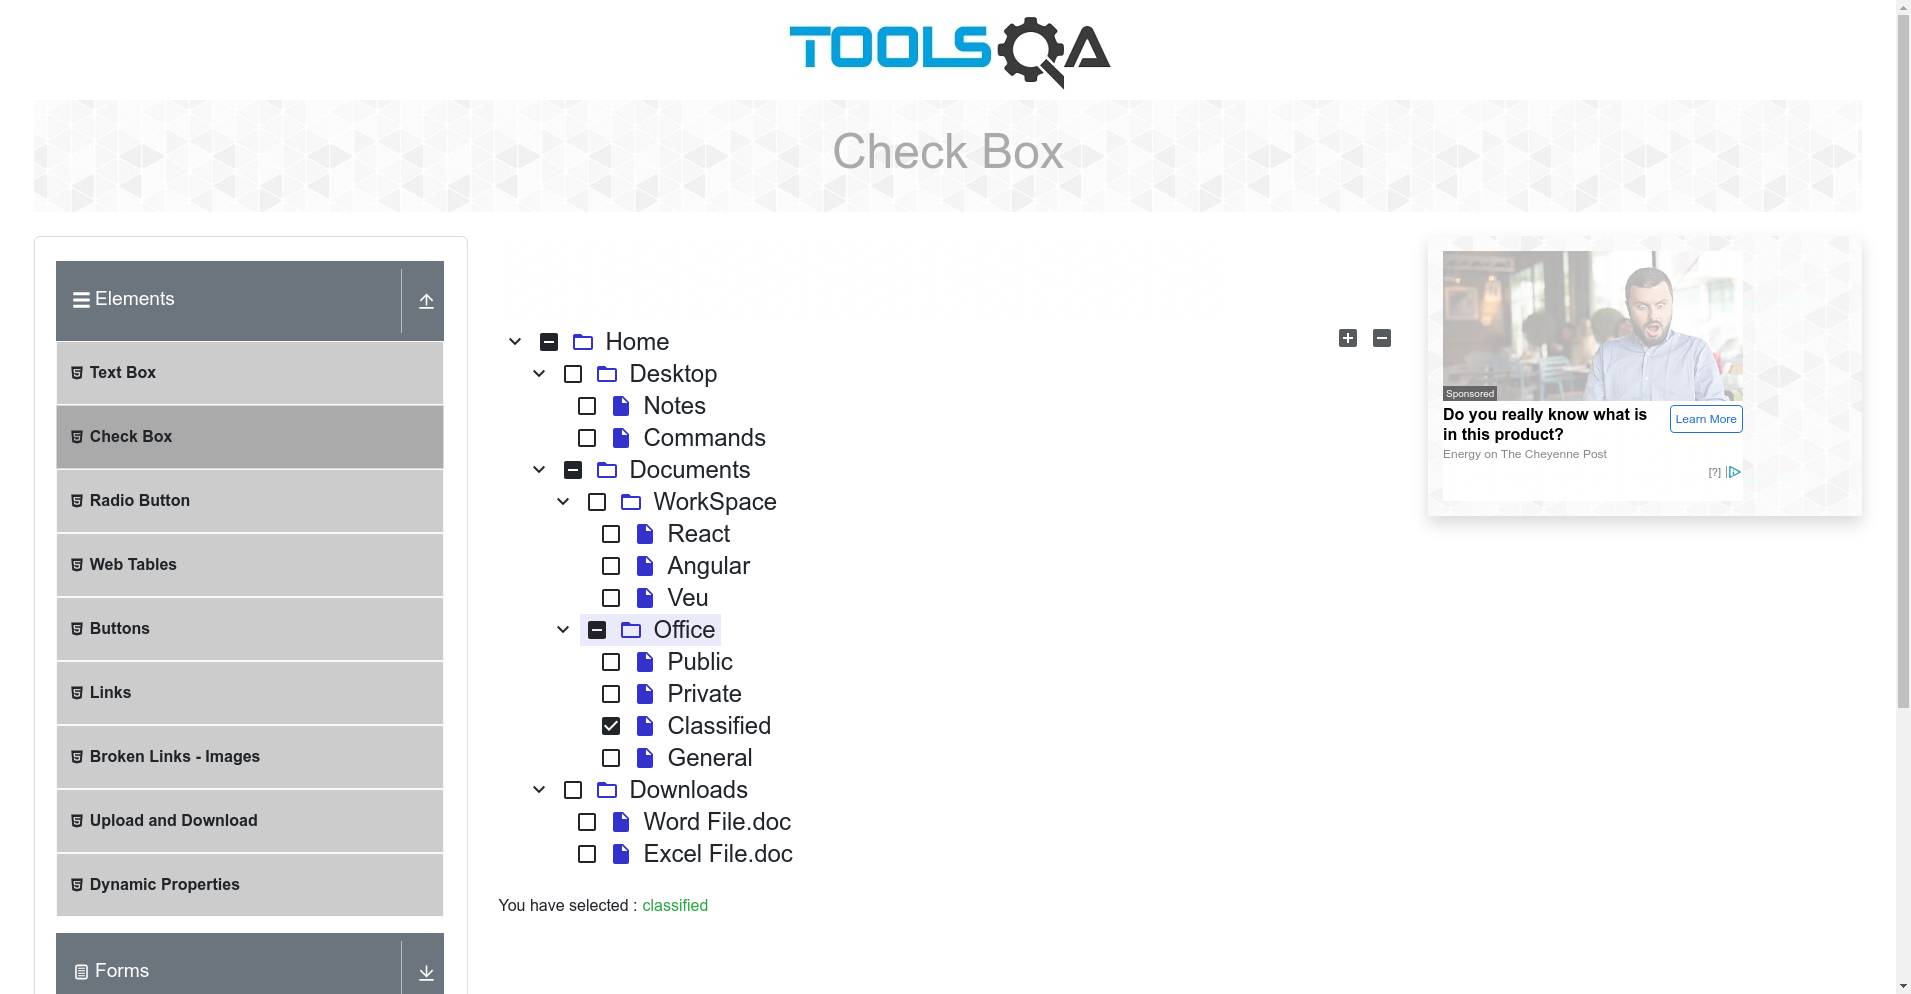 TOOLSQA
Check Box
Elements
Text Box
Check Box
Radio Button
Web Tables
Buttons
Links
Broken Links - Images
Upload and Download
Dynamic Properties
Forms
Home
Desktop
Notes
Commands
Documents
WorkSpace
React
Angular
Veu
Office
Public
Private
Classified
General
Downloads
Word File.doc
Excel File.doc
You have selected : classified
Sponsored
Do you really know what is
in this product?
Learn More
Energy on The Cheyenne Post
[?]